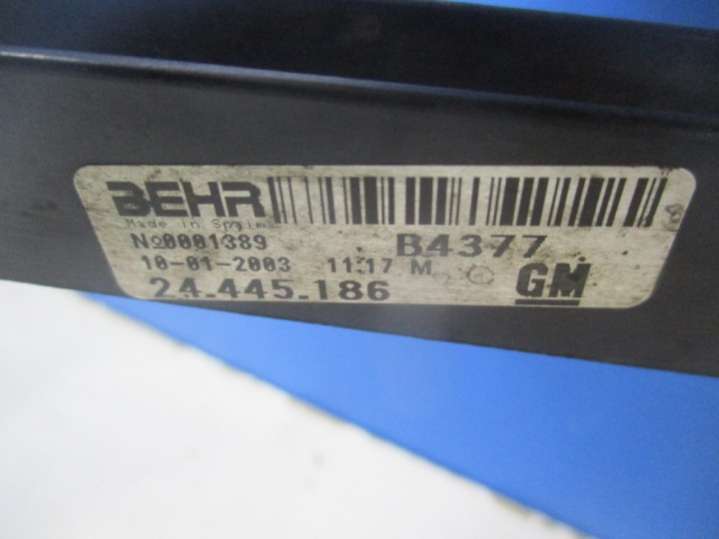 BEHR
Made in Spain
№0001389 B4377
10-01-2003 11:17 M
24.445.186 GM